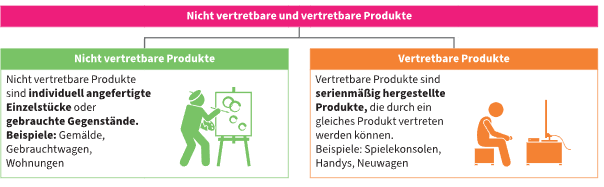 Nicht vertretbare und vertretbare Produkte
Nicht vertretbare Produkte
Nicht vertretbare Produkte
sind individuell angefertigte
Einzelstücke oder
gebrauchte Gegenstände.
Beispiele: Gemälde,
Gebrauchtwagen,
Wohnungen
Vertretbare Produkte
Vertretbare Produkte sind
serienmäßig hergestellte
Produkte, die durch ein
gleiches Produkt vertreten
werden können.
Beispiele: Spielekonsolen,
Handys, Neuwagen